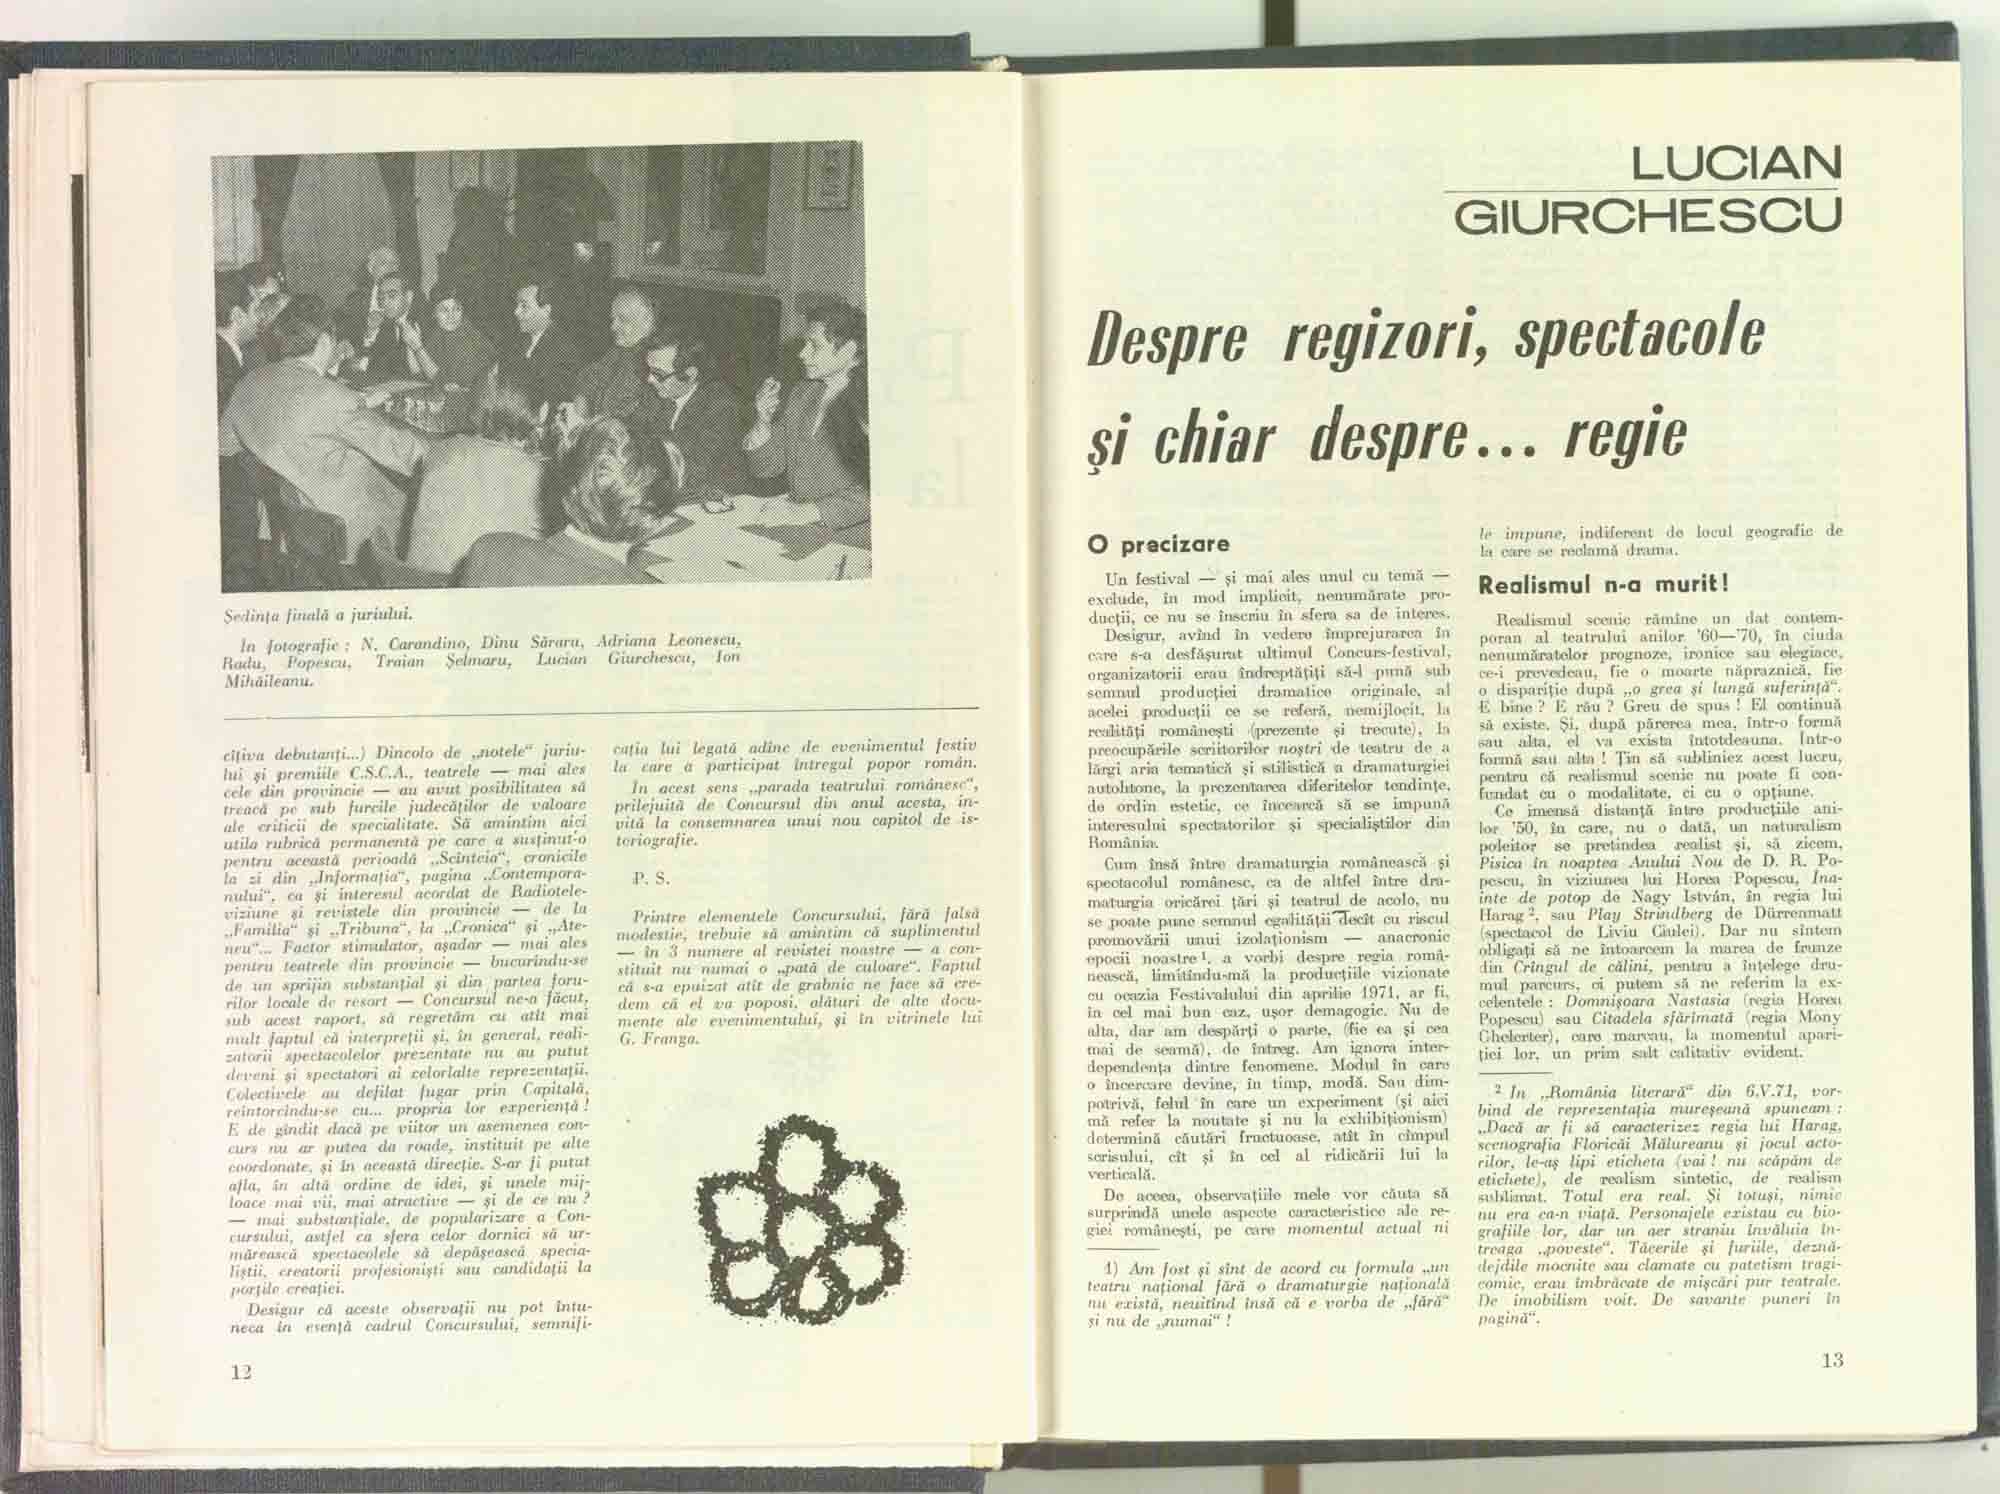 Ședința finală a juriului.
In fotografie : N. Carandino, Dinu Săraru, Adriana Leonescu,
Radu, Popescu, Traian Șelmaru, Lucian Giurchescu, Ion
Mihăileanu.
cîțiva debutanți...) Dincolo de „notele“ juriu-
lui și premiile C.S.C.A., teatrele — mai ales
cele din provincie — au avut posibilitatea să
treacă pe sub furcile judecăților de valoare
ale criticii de specialitate. Să amintim aici
utila rubrică permanentă pe care a susținut-o
pentru această perioadă „Scînteia“, cronicile
la zi din „Informația“, pagina „Contempora-
nului“, ca și interesul acordat de Radiotele-
viziune și revistele din provincie — de la
„Familia“ și „Tribuna“, la „Cronica“ și „Ate-
neu“... Factor stimulator, așadar — mai ales
pentru teatrele din provincie — bucurîndu-se
de un sprijin substanțial și din partea foru-
rilor locale de resort — Concursul ne-a făcut,
sub acest raport, să regretăm cu atît mai
mult faptul că interpreții și, în general, reali-
zatorii spectacolelor prezentate nu au putut
deveni și spectatori ai celorlalte reprezentații.
Colectivele au defilat fugar prin Capitală,
reîntorcîndu-se cu... propria lor experiență !
E de gîndit dacă pe viitor un asemenea con-
curs nu ar putea da roade, instituit pe alte
coordonate, și în această direcție. S-ar fi putut
afla, în altă ordine de idei, și unele mij-
loace mai vii, mai atractive — și de ce nu ?
— mai substanțiale, de popularizare a Con-
cursului, astfel ca sfera celor dornici să ur-
mărească spectacolele să depășească specia-
liștii, creatorii profesioniști sau candidații la
porțile creației.
Desigur că aceste observații nu pot întu-
neca în esență cadrul Concursului, semnifi-
cația lui legată adînc de evenimentul festiv
la care a participat întregul popor român.
In acest sens „parada teatrului românesc“,
prilejuită de Concursul din anul acesta, in-
vită la consemnarea unui nou capitol de is-
toriografie.
P. S.
Printre elementele Concursului, fără falsă
modestie, trebuie să amintim că suplimentul
— în 3 numere al revistei noastre — a con-
stituit nu numai o „pată de culoare“. Faptul
că s-a epuizat atît de grabnic ne face să cre-
dem că el va poposi, alături de alte docu-
mente ale evenimentului, și în vitrinele lui
G. Franga.
12
LUCIAN
GIURCHESCU
Despre regizori, spectacole
și chiar despre... regie
O precizare
Un festival — și mai ales unul cu temă —
exclude, în mod implicit, nenumărate pro-
ducții, ce nu se înscriu în sfera sa de interes.
Desigur, avînd în vedere împrejurarea în
care s-a desfășurat ultimul Concurs-festival,
organizatorii erau îndreptățiți să-l pună sub
semnul producției dramatice originale, al
acelei producții ce se referă, nemijlocit, la
realități românești (prezente și trecute), la
preocupările scriitorilor noștri de teatru de a
lărgi aria tematică și stilistică a dramaturgiei
autohtone, la prezentarea diferitelor tendințe,
de ordin estetic, ce încearcă să se impună
interesului spectatorilor și specialiștilor din
România.
Cum însă între dramaturgia românească și
spectacolul românesc, ca de altfel între dra-
maturgia oricărei țări și teatrul de acolo, nu
se poate pune semnul egalității decît cu riscul
promovării unui izolaționism — anacronic
epocii noastre ¹, a vorbi despre regia româ-
nească, limitîndu-mă la producțiile vizionate
cu ocazia Festivalului din aprilie 1971, ar fi,
în cel mai bun caz, ușor demagogic. Nu de
alta, dar am despărți o parte, (fie ea și cea
mai de seamă), de întreg. Am ignora inter-
dependența dintre fenomene. Modul în care
o încercare devine, în timp, modă. Sau dim-
potrivă, felul în care un experiment (și aici
mă refer la noutate și nu la exhibiționism)
determină căutări fructuoase, atît în cîmpul
scrisului, cît și în cel al ridicării lui la
verticală.
De aceea, observațiile mele vor căuta să
surprindă unele aspecte caracteristice ale re-
giei românești, pe care momentul actual ni
1) Am fost și sînt de acord cu formula „un
teatru național fără o dramaturgie națională
nu există, neuitînd însă că e vorba de „fără“
și nu de „numai“ !
le impune, indiferent de locul geografic de
la care se reclamă drama.
Realismul n-a murit!
Realismul scenic rămîne un dat contem-
poran al teatrului anilor '60—'70, în ciuda
nenumăratelor prognoze, ironice sau elegiace,
ce-i prevedeau, fie o moarte năpraznică, fie
o dispariție după „o grea și lungă suferință“.
E bine ? E rău ? Greu de spus ! El continuă
să existe. Și, după părerea mea, într-o formă
sau alta, el va exista întotdeauna. Într-o
formă sau alta ! Țin să subliniez acest lucru,
pentru că realismul scenic nu poate fi con-
fundat cu o modalitate, ci cu o opțiune.
Ce imensă distanță între producțiile ani-
lor '50, în care, nu o dată, un naturalism
poleitor se pretindea realist și, să zicem,
Pisica în noaptea Anului Nou de D. R. Po-
pescu, în viziunea lui Horea Popescu, Îna-
inte de potop de Nagy István, în regia lui
Harag ², sau Play Strindberg de Dürrenmatt
(spectacol de Liviu Ciulei). Dar nu sîntem
obligați să ne întoarcem la marea de frunze
din Crîngul de călini, pentru a înțelege dru-
mul parcurs, ci putem să ne referim la ex-
celentele : Domnișoara Nastasia (regia Horea
Popescu) sau Citadela sfărîmată (regia Mony
Ghelerter), care marcau, la momentul apari-
ției lor, un prim salt calitativ evident.
² In „România literară“ din 6.V.71, vor-
bind de reprezentația mureșeană spuneam :
„Dacă ar fi să caracterizez regia lui Harag,
scenografia Floricăi Mălureanu și jocul acto-
rilor, le-aș lipi eticheta (vai ! nu scăpăm de
etichete), de realism sintetic, de realism
sublimat. Totul era real. Și totuși, nimic
nu era ca-n viață. Personajele existau cu bio-
grafiile lor, dar un aer straniu învăluia în-
treaga „poveste“. Tăcerile și furiile, deznă-
dejdile mocnite sau clamate cu patetism tragi-
comic, erau îmbrăcate de mișcări pur teatrale.
De imobilism voit. De savante puneri în
pagină“.
13